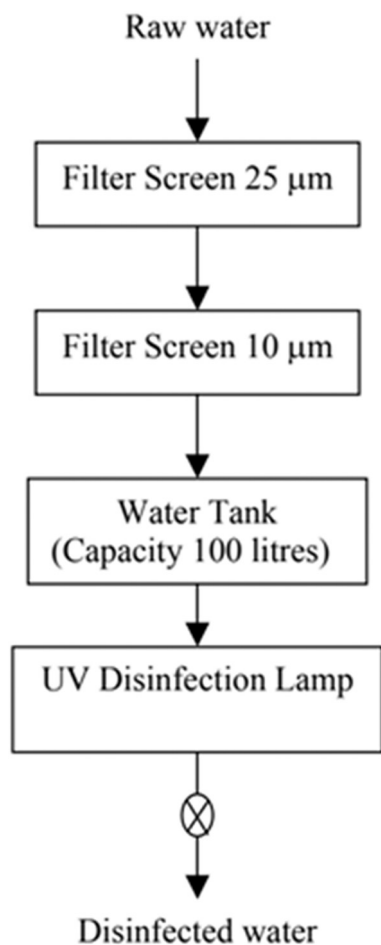 Raw water
Filter Screen 25 μm
Filter Screen 10 μm
Water Tank
(Capacity 100 litres)
UV Disinfection Lamp
Disinfected water